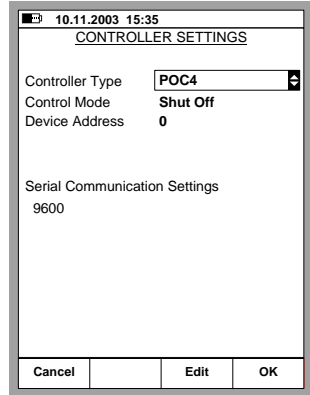 10.11.2003 15:35
CONTROLLER SETTINGS
Controller Type POC4
Control Mode Shut Off
Device Address 0
Serial Communication Settings
9600
Cancel Edit OK